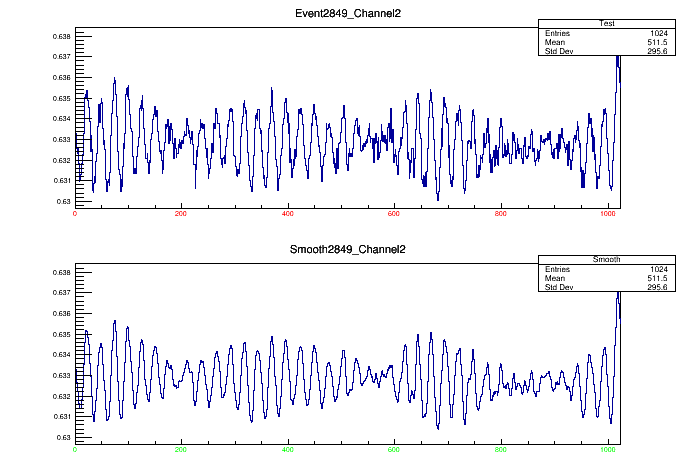 Event2849_Channel2
Test
Entries 1024
Mean 511.5
Std Dev 295.6
0.638
0.637
0.636
0.635
0.634
0.633
0.632
0.631
0.63
0 200 400 600 800 1000
Smooth2849_Channel2
Smooth
Entries 1024
Mean 511.5
Std Dev 295.6
0.638
0.637
0.636
0.635
0.634
0.633
0.632
0.631
0.63
0 200 400 600 800 1000